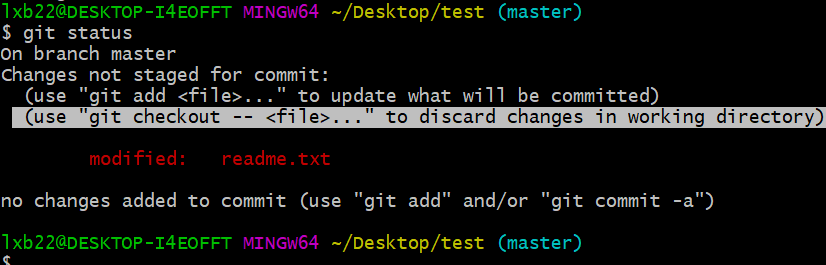 lxb22@DESKTOP-I4EOFFT MINGW64 ~/Desktop/test (master)
$ git status
On branch master
Changes not staged for commit:
  (use "git add <file>..." to update what will be committed)
  (use "git checkout -- <file>..." to discard changes in working directory)
        modified:   readme.txt
no changes added to commit (use "git add" and/or "git commit -a")
lxb22@DESKTOP-I4EOFFT MINGW64 ~/Desktop/test (master)
$